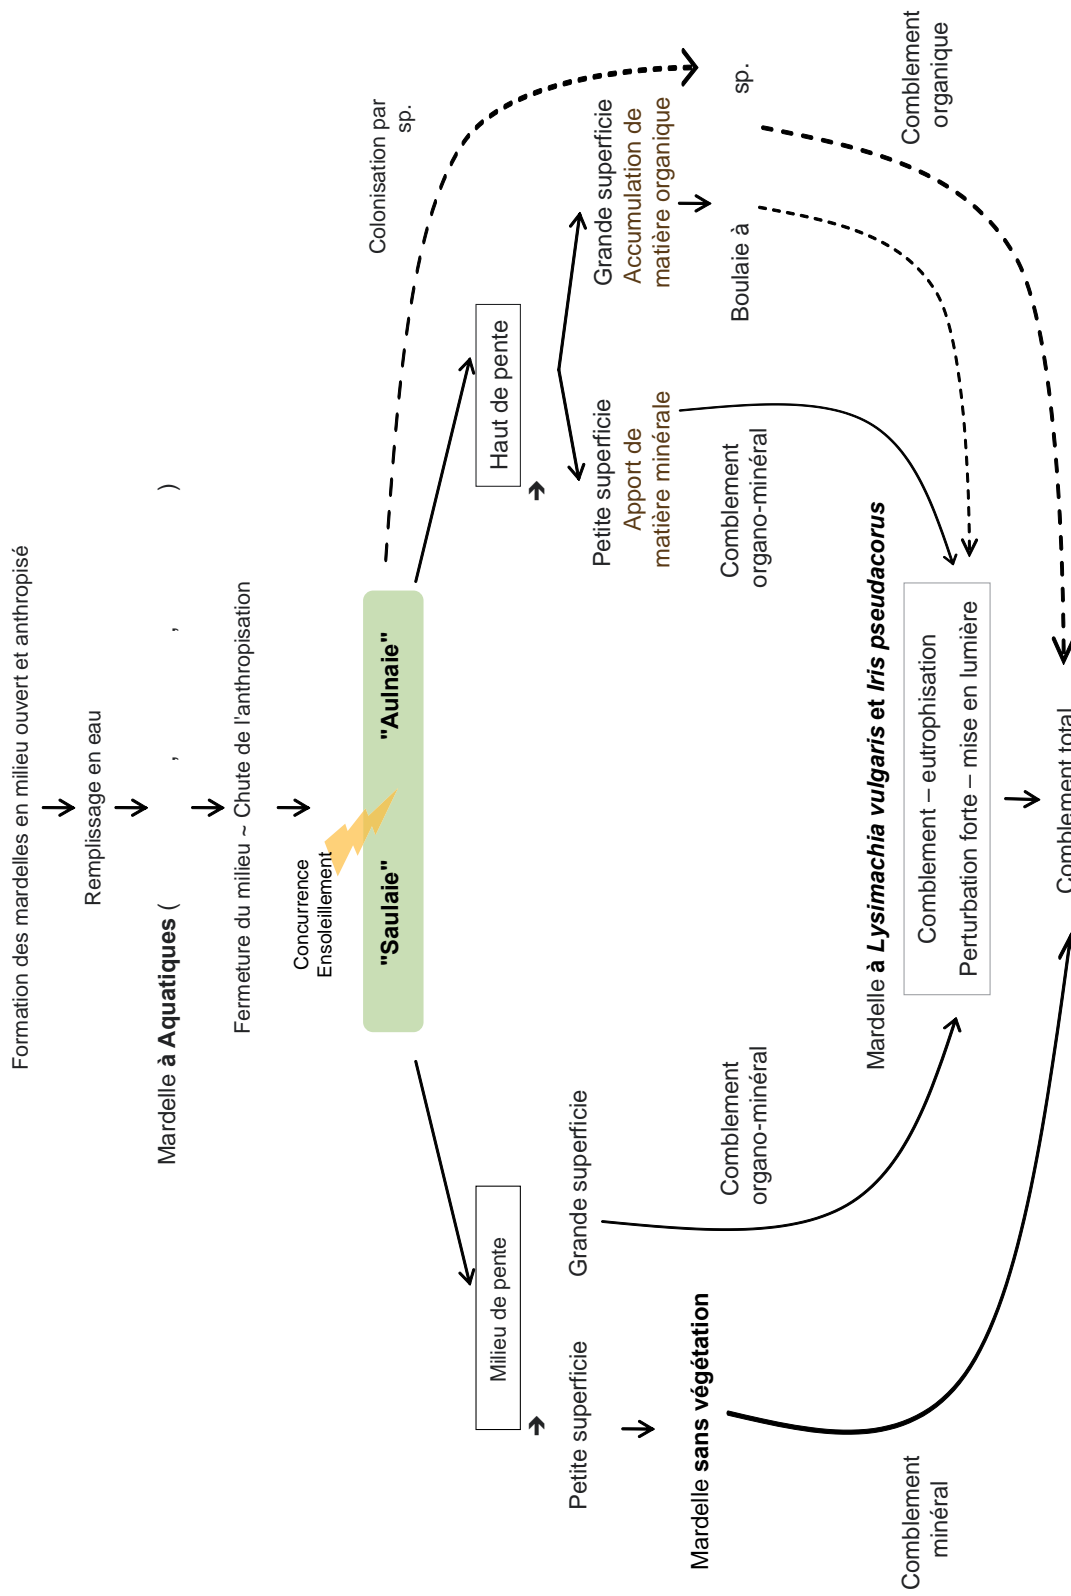 Formation des mardelles en milieu ouvert et anthropisé
Remplissage en eau
Mardelle à Aquatiques ( , , )
Fermeture du milieu ~ Chute de l'anthropisation
Concurrence
Ensoleillement
"Saulaie" "Aulnaie"
Colonisation par
sp.
Milieu de pente
Haut de pente
➔
➔
Petite superficie
Grande superficie
Petite superficie
Apport de
matière minérale
Grande superficie
Accumulation de
matière organique
Mardelle sans végétation
Comblement
organo-minéral
Comblement
organo-minéral
Boulaie à
sp.
Mardelle à Lysimachia vulgaris et Iris pseudacorus
Comblement – eutrophisation
Perturbation forte – mise en lumière
Comblement
minéral
Comblement
organique
Comblement total